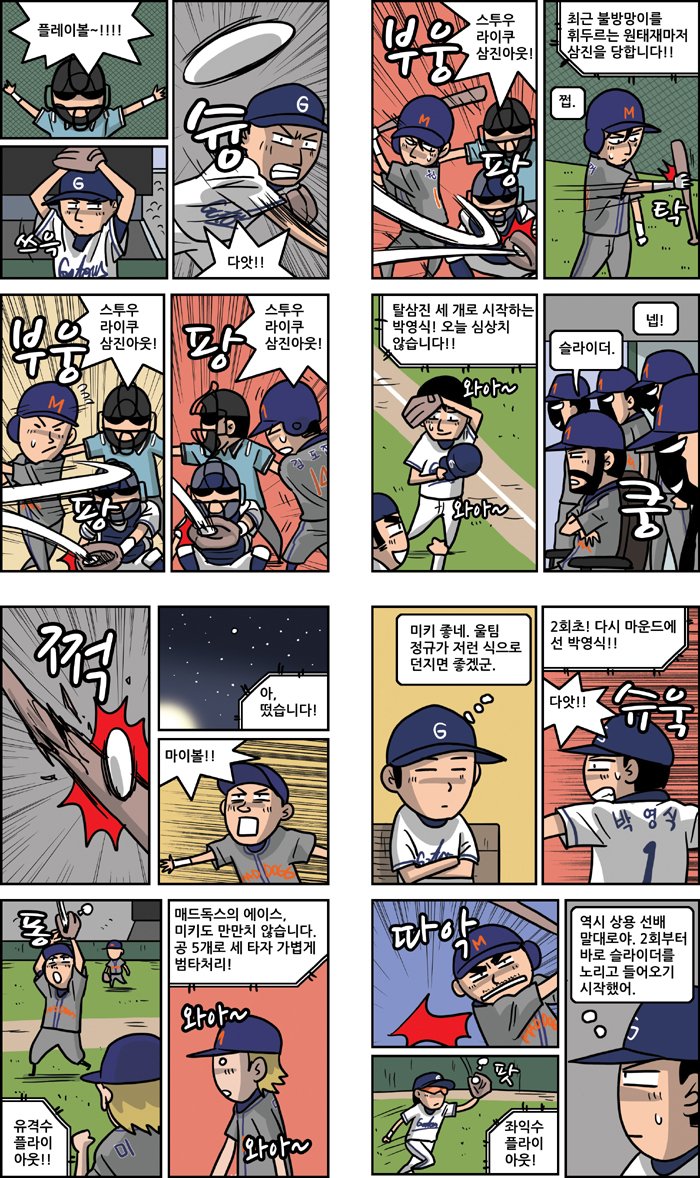 플레이볼~!!!!
쓰윽
G
Gators
슝
G
다앗!!
부웅
스투우
라이쿠
삼진아웃!
M
팡
팡
스투우
라이쿠
삼진아웃!
14
부웅
스투우
라이쿠
삼진아웃!
M
팡
최근 불방망이를
휘두르는 원태재마저
삼진을 당합니다!!
쩝.
M
탁
탈삼진 세 개로 시작하는
박영식! 오늘 심상치
않습니다!!
와아~
와아~
넵!
슬라이더.
쿵
쩍
아,
떴습니다!
마이볼!!
MAD DOGS
퐁
유격수
플라이
아웃!!
미
매드독스의 에이스,
미키도 만만치 않습니다.
공 5개로 세 타자 가볍게
범타처리!
와아~
와아~
미키 좋네. 울팀
정규가 저런 식으로
던지면 좋겠군.
G
2회초! 다시 마운드에
선 박영식!!
다앗!!
슈욱
박영식
1
따악
M
팟
Gators
좌익수
플라이
아웃!
역시 상용 선배
말대로야. 2회부터
바로 슬라이더를
노리고 들어오기
시작했어.
G